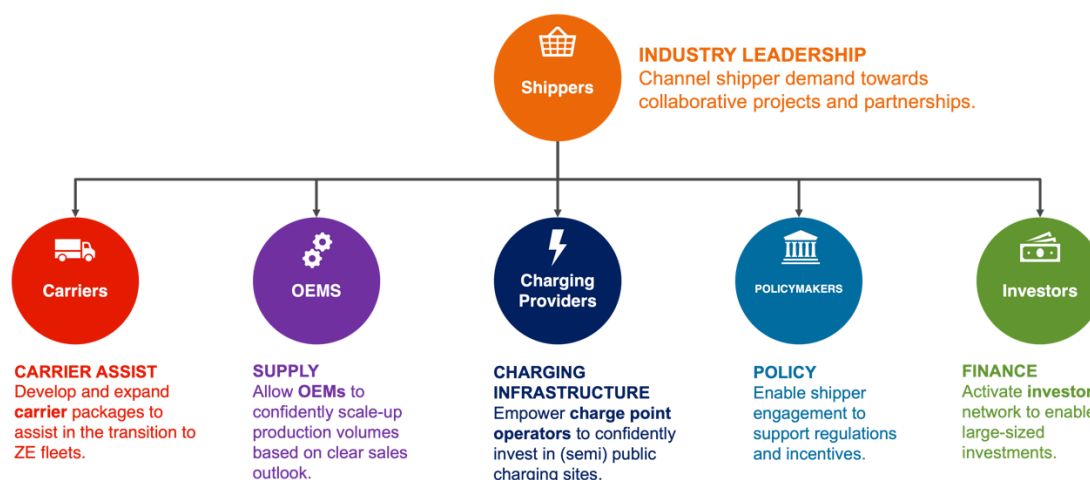 Shippers
INDUSTRY LEADERSHIP
Channel shipper demand towards
collaborative projects and partnerships.
Carriers
OEMS
Charging
Providers
POLICYMAKERS
Investors
CARRIER ASSIST
Develop and expand
carrier packages to
assist in the transition to
ZE fleets.
SUPPLY
Allow OEMs to
confidently scale-up
production volumes
based on clear sales
outlook.
CHARGING
INFRASTRUCTURE
Empower charge point
operators to confidently
invest in (semi) public
charging sites.
POLICY
Enable shipper
engagement to
support regulations
and incentives.
FINANCE
Activate investor
network to enable
large-sized
investments.